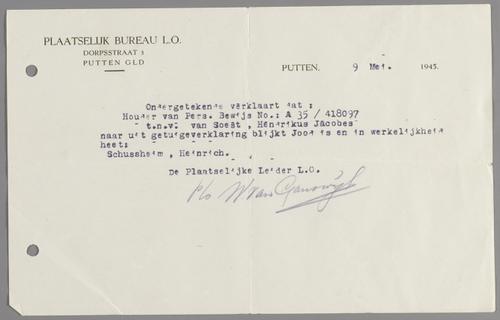 PLAATSELIJK BUREAU L.O.
DORPSSTRAAT 3
PUTTEN GLD
PUTTEN, 9 Mei. 1945.
Ondergetekende verklaart dat :
Houder van Pers. Bewijs No.: A 35 / 418097
t.n.v. van Soest, Hendrikus Jacobes
naar uit getuigeverklaring blijkt Jood is en in werkelijkheid
heet:
Schussheim , Heinrich.
De Plaatselijke Leider L.O.
P/o W van